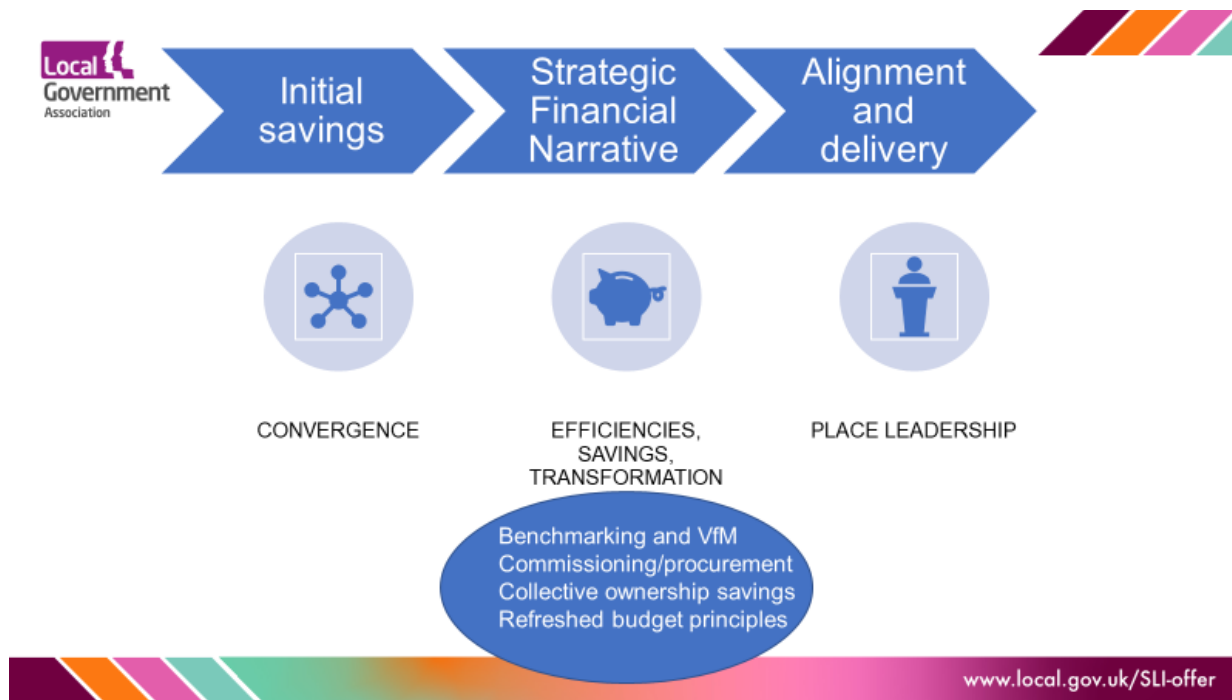 Local
Government
Association
Initial
savings
Strategic
Financial
Narrative
Alignment
and
delivery
CONVERGENCE
EFFICIENCIES,
SAVINGS,
TRANSFORMATION
PLACE LEADERSHIP
Benchmarking and VfM
Commissioning/procurement
Collective ownership savings
Refreshed budget principles
www.local.gov.uk/SLI-offer